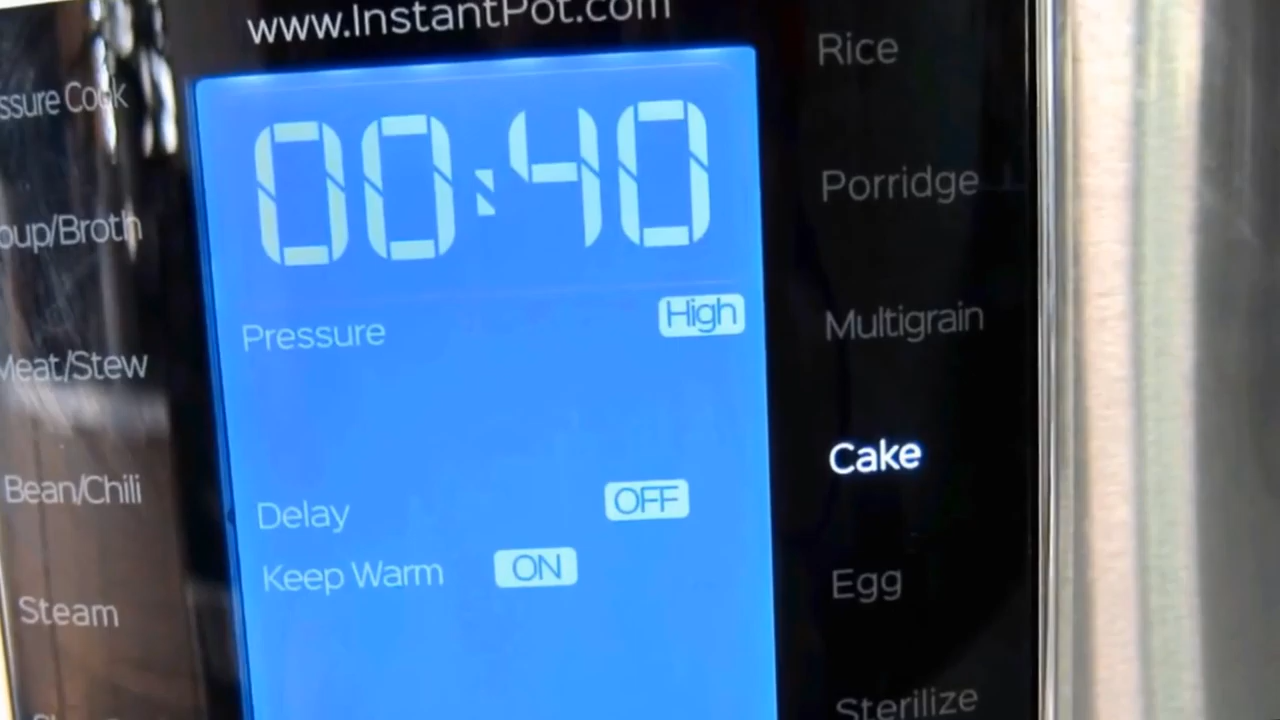 www.InstantPot.com
ssure Cook
oup/Broth
Meat/Stew
Bean/Chili
Steam
00:40
Pressure High
Delay OFF
Keep Warm ON
Rice
Porridge
Multigrain
Cake
Egg
Sterilize